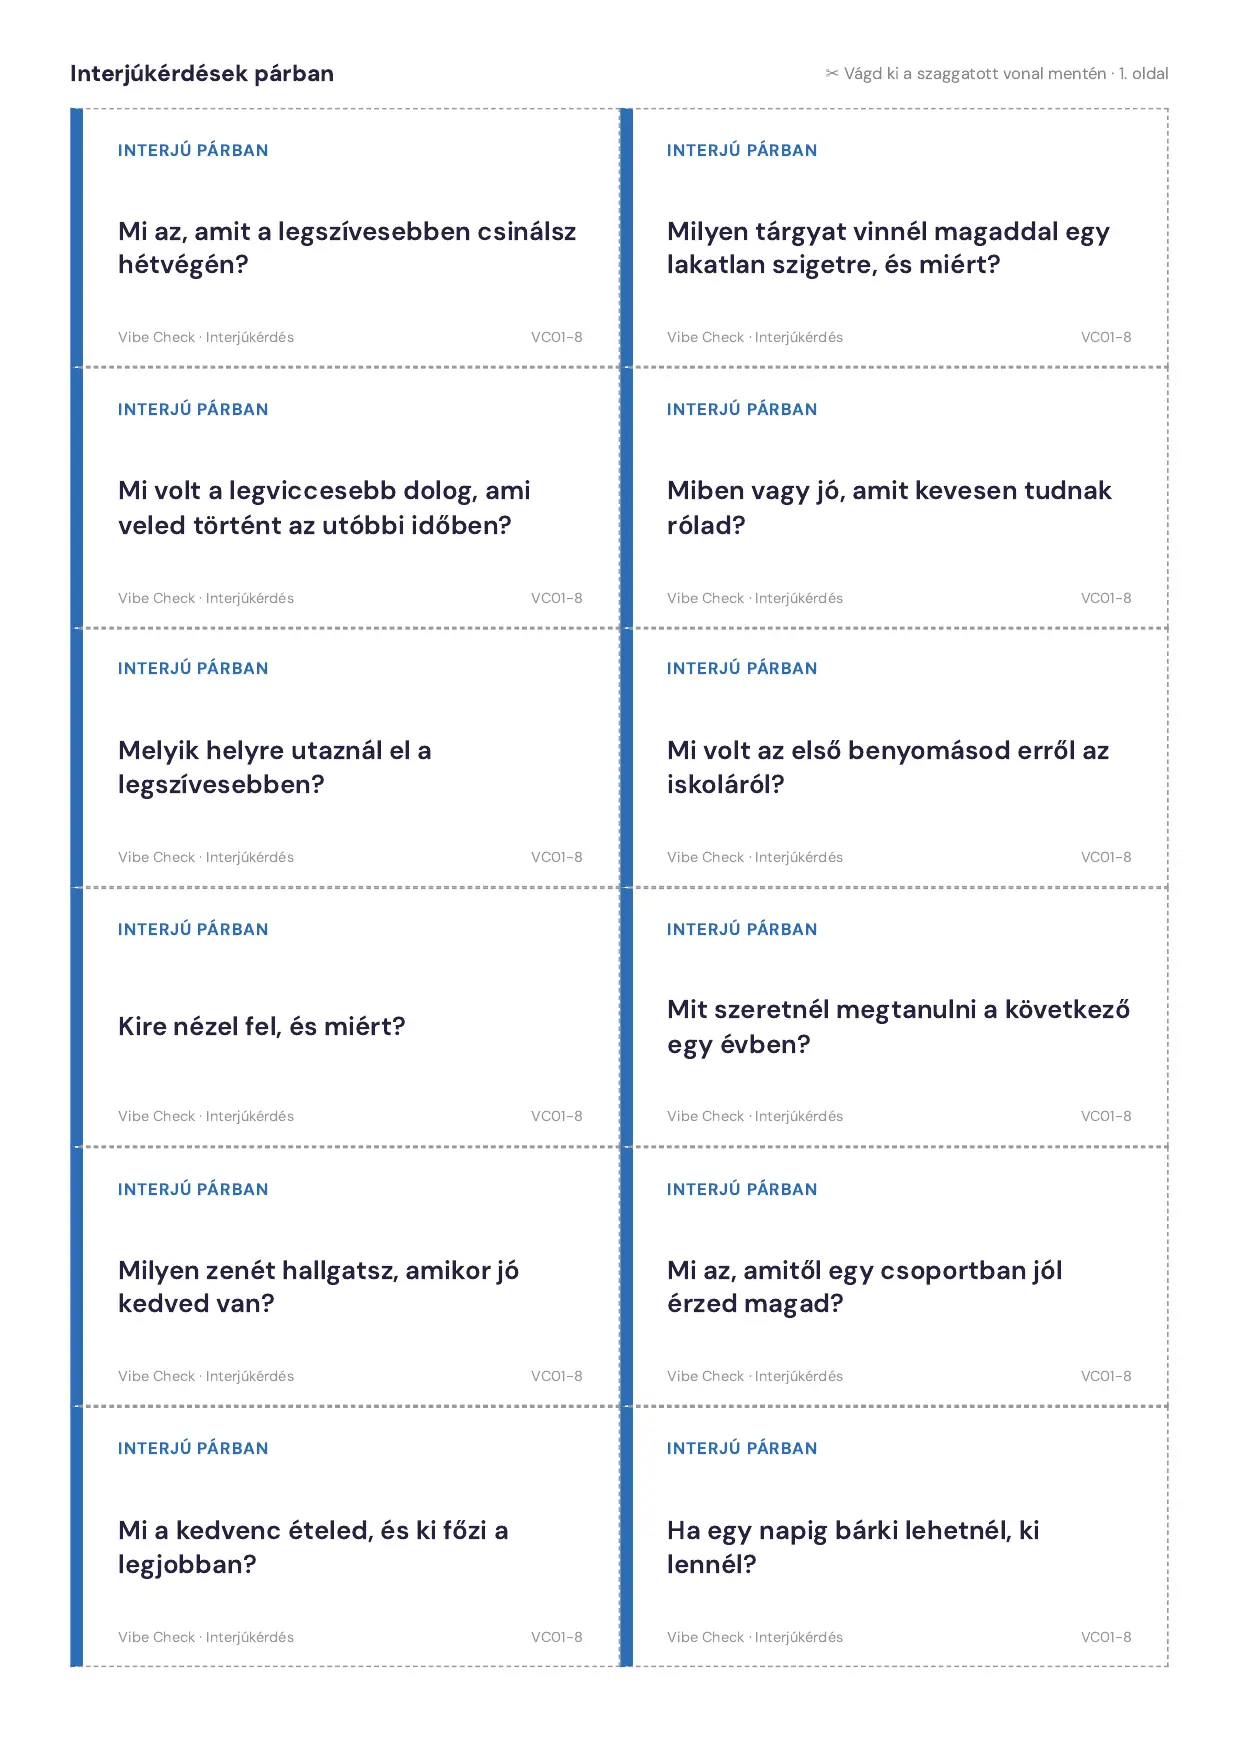 Interjúkérdések párban
✂ Vágd ki a szaggatott vonal mentén · 1. oldal
INTERJÚ PÁRBAN
Mi az, amit a legszívesebben csinálsz
hétvégén?
Vibe Check · Interjúkérdés VC01-8
INTERJÚ PÁRBAN
Milyen tárgyat vinnél magaddal egy
lakatlan szigetre, és miért?
Vibe Check · Interjúkérdés VC01-8
INTERJÚ PÁRBAN
Mi volt a legviccesebb dolog, ami
veled történt az utóbbi időben?
Vibe Check · Interjúkérdés VC01-8
INTERJÚ PÁRBAN
Miben vagy jó, amit kevesen tudnak
rólad?
Vibe Check · Interjúkérdés VC01-8
INTERJÚ PÁRBAN
Melyik helyre utaznál el a
legszívesebben?
Vibe Check · Interjúkérdés VC01-8
INTERJÚ PÁRBAN
Mi volt az első benyomásod erről az
iskoláról?
Vibe Check · Interjúkérdés VC01-8
INTERJÚ PÁRBAN
Kire nézel fel, és miért?
Vibe Check · Interjúkérdés VC01-8
INTERJÚ PÁRBAN
Mit szeretnél megtanulni a következő
egy évben?
Vibe Check · Interjúkérdés VC01-8
INTERJÚ PÁRBAN
Milyen zenét hallgatsz, amikor jó
kedved van?
Vibe Check · Interjúkérdés VC01-8
INTERJÚ PÁRBAN
Mi az, amitől egy csoportban jól
érzed magad?
Vibe Check · Interjúkérdés VC01-8
INTERJÚ PÁRBAN
Mi a kedvenc ételed, és ki főzi a
legjobban?
Vibe Check · Interjúkérdés VC01-8
INTERJÚ PÁRBAN
Ha egy napig bárki lehetnél, ki
lennél?
Vibe Check · Interjúkérdés VC01-8